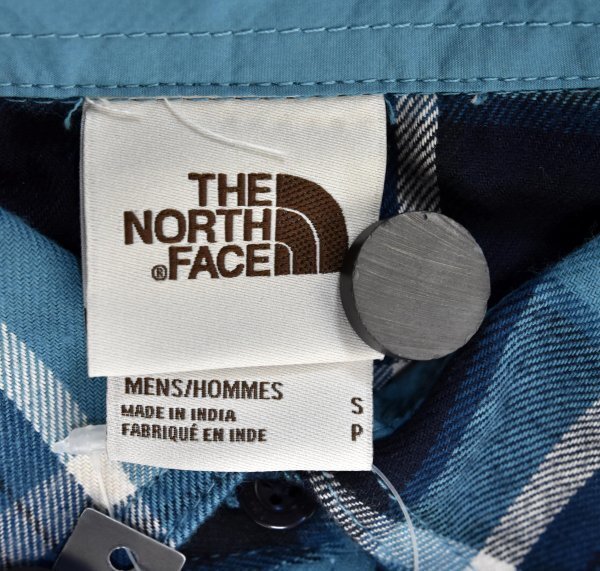 THE
NORTH
®FACE
MENS/HOMMES S
MADE IN INDIA
FABRIQUÉ EN INDE P